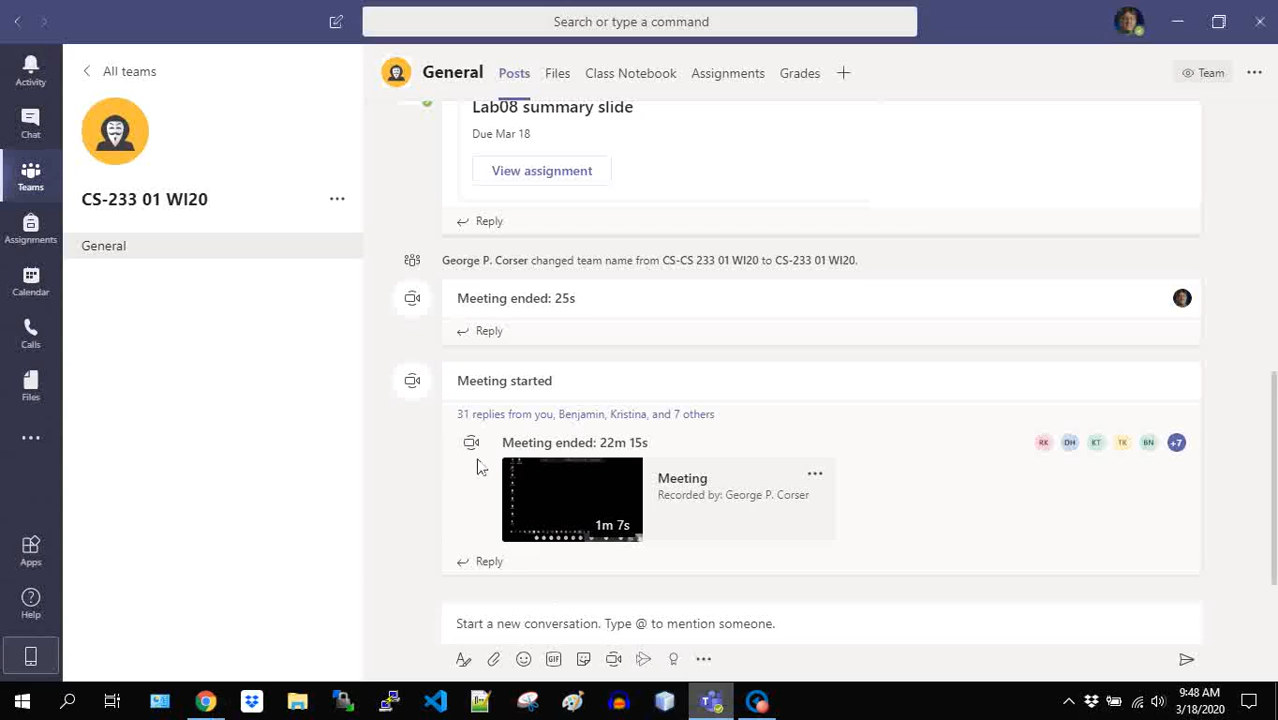 Search or type a command
Activity
Chat
Teams
Assignments
Calendar
Calls
Files
Apps
Help
All teams
CS-233 01 WI20
General
General
Posts
Files
Class Notebook
Assignments
Grades
Team
Lab08 summary slide
Due Mar 18
View assignment
Reply
George P. Corser changed team name from CS-CS 233 01 WI20 to CS-233 01 WI20.
Meeting ended: 25s
Reply
Meeting started
31 replies from you, Benjamin, Kristina, and 7 others
Meeting ended: 22m 15s
RK DH KT TK BN +7
1m 7s
Meeting
Recorded by: George P. Corser
Reply
Start a new conversation. Type @ to mention someone.
GIF
9:48 AM
3/18/2020